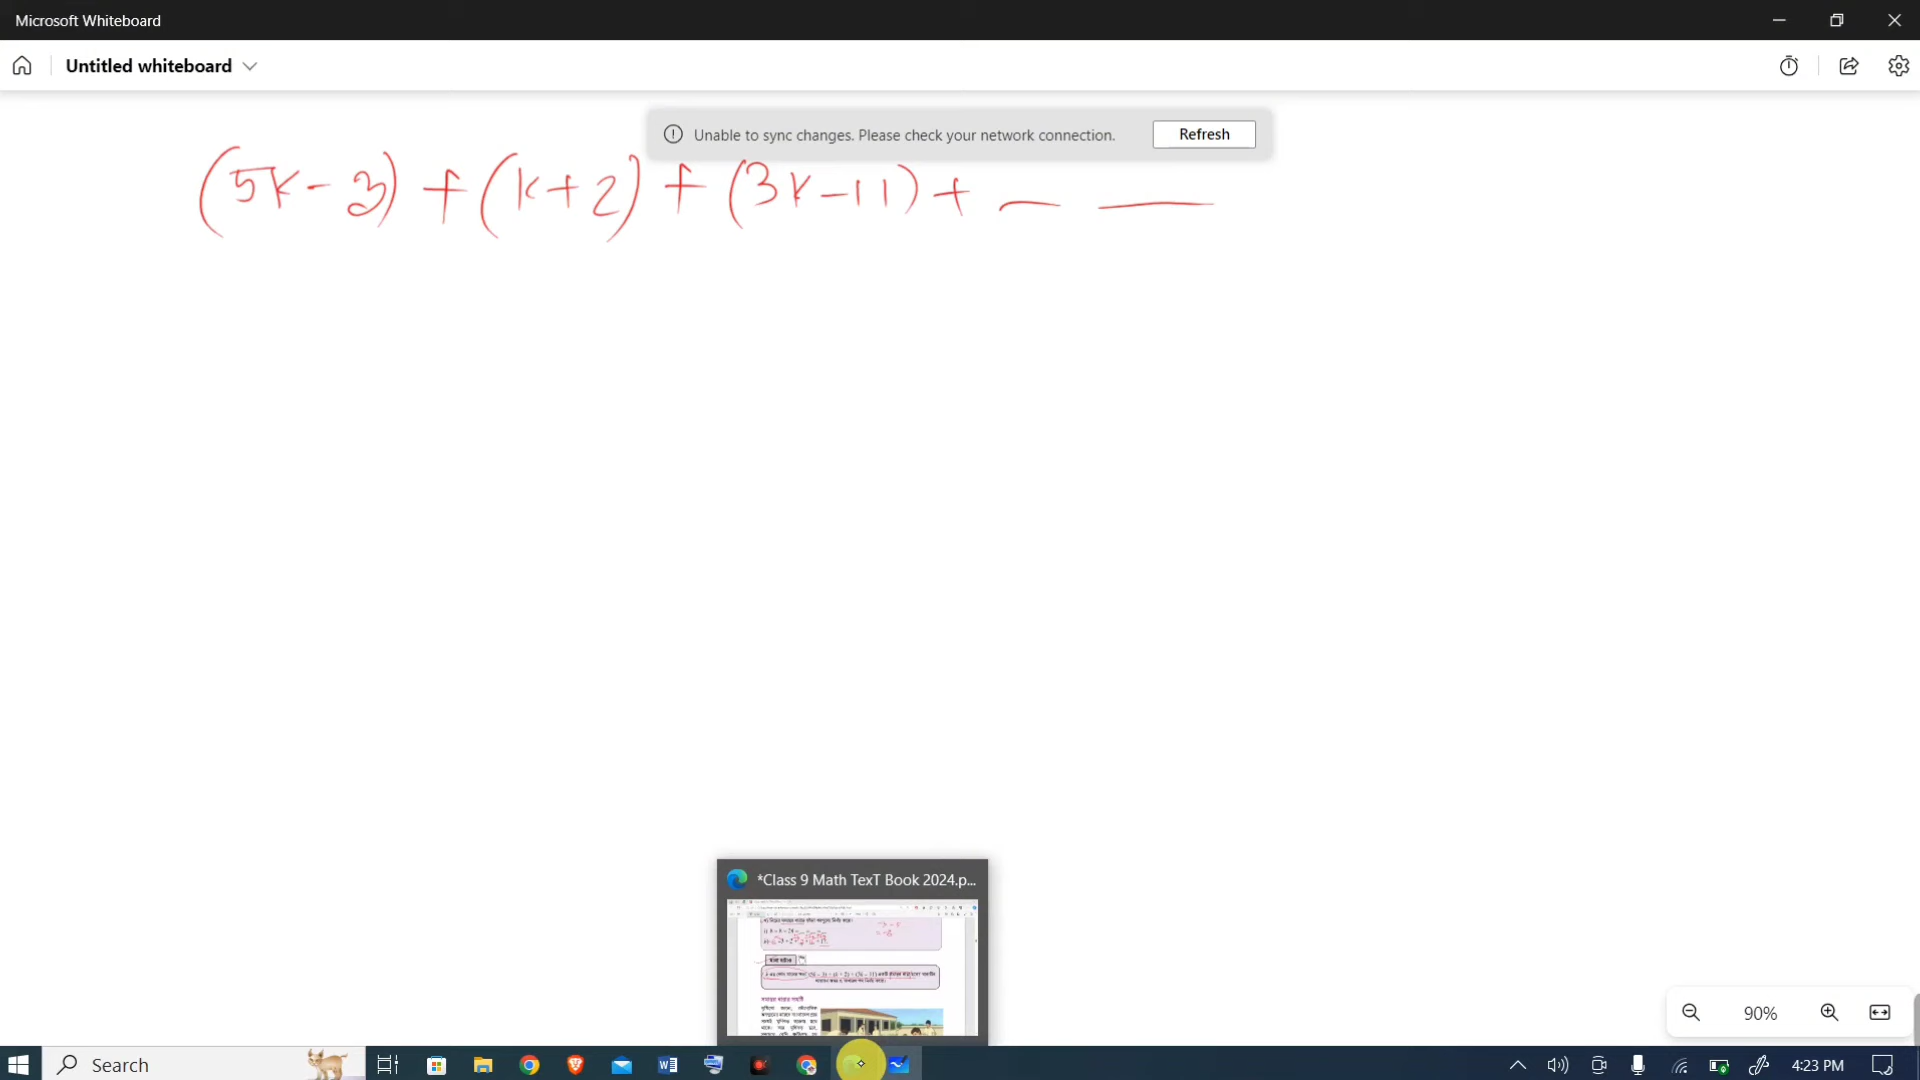 Microsoft Whiteboard
Untitled whiteboard
Unable to sync changes. Please check your network connection. Refresh
(5k-3) + (k+2) + (3k-11) + _ __
*Class 9 Math TexT Book 2024.p...
90%
Search
4:23 PM